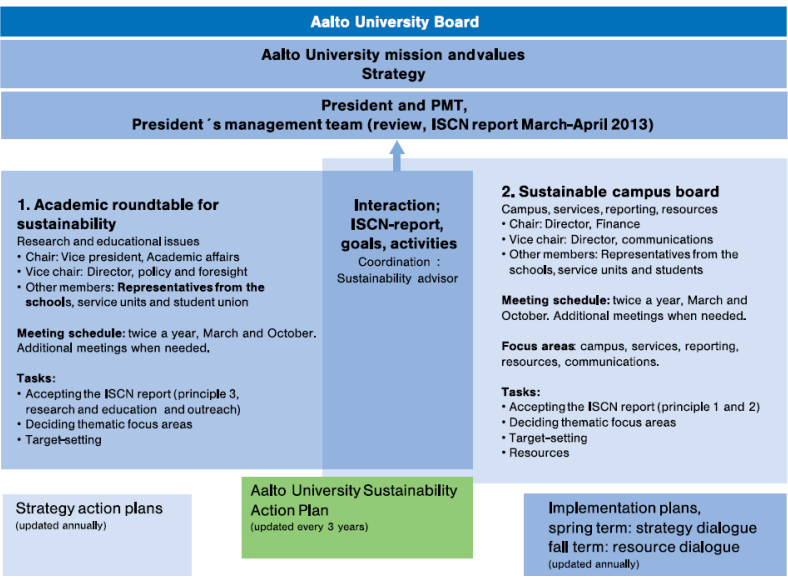 Aalto University Board
Aalto University mission andvalues
Strategy
President and PMT,
President´s management team (review, ISCN report March-April 2013)
1. Academic roundtable for
sustainability
Research and educational issues
• Chair: Vice president, Academic affairs
• Vice chair: Director, policy and foresight
• Other members: Representatives from the
schools, service units and student union
Meeting schedule: twice a year, March and October.
Additional meetings when needed.
Tasks:
• Accepting the ISCN report (principle 3,
research and education and outreach)
• Deciding thematic focus areas
• Target-setting
Interaction;
ISCN-report,
goals, activities
Coordination :
Sustainability advisor
2. Sustainable campus board
Campus, services, reporting, resources
• Chair: Director, Finance
• Vice chair: Director, communications
• Other members: Representatives from the
schools, service units and students
Meeting schedule: twice a year, March and
October. Additional meetings when needed.
Focus areas: campus, services, reporting,
resources, communications.
Tasks:
• Accepting the ISCN report (principle 1 and 2)
• Deciding thematic focus areas
• Target-setting
• Resources
Strategy action plans
(updated annually)
Aalto University Sustainability
Action Plan
(updated every 3 years)
Implementation plans,
spring term: strategy dialogue
fall term: resource dialogue
(updated annually)